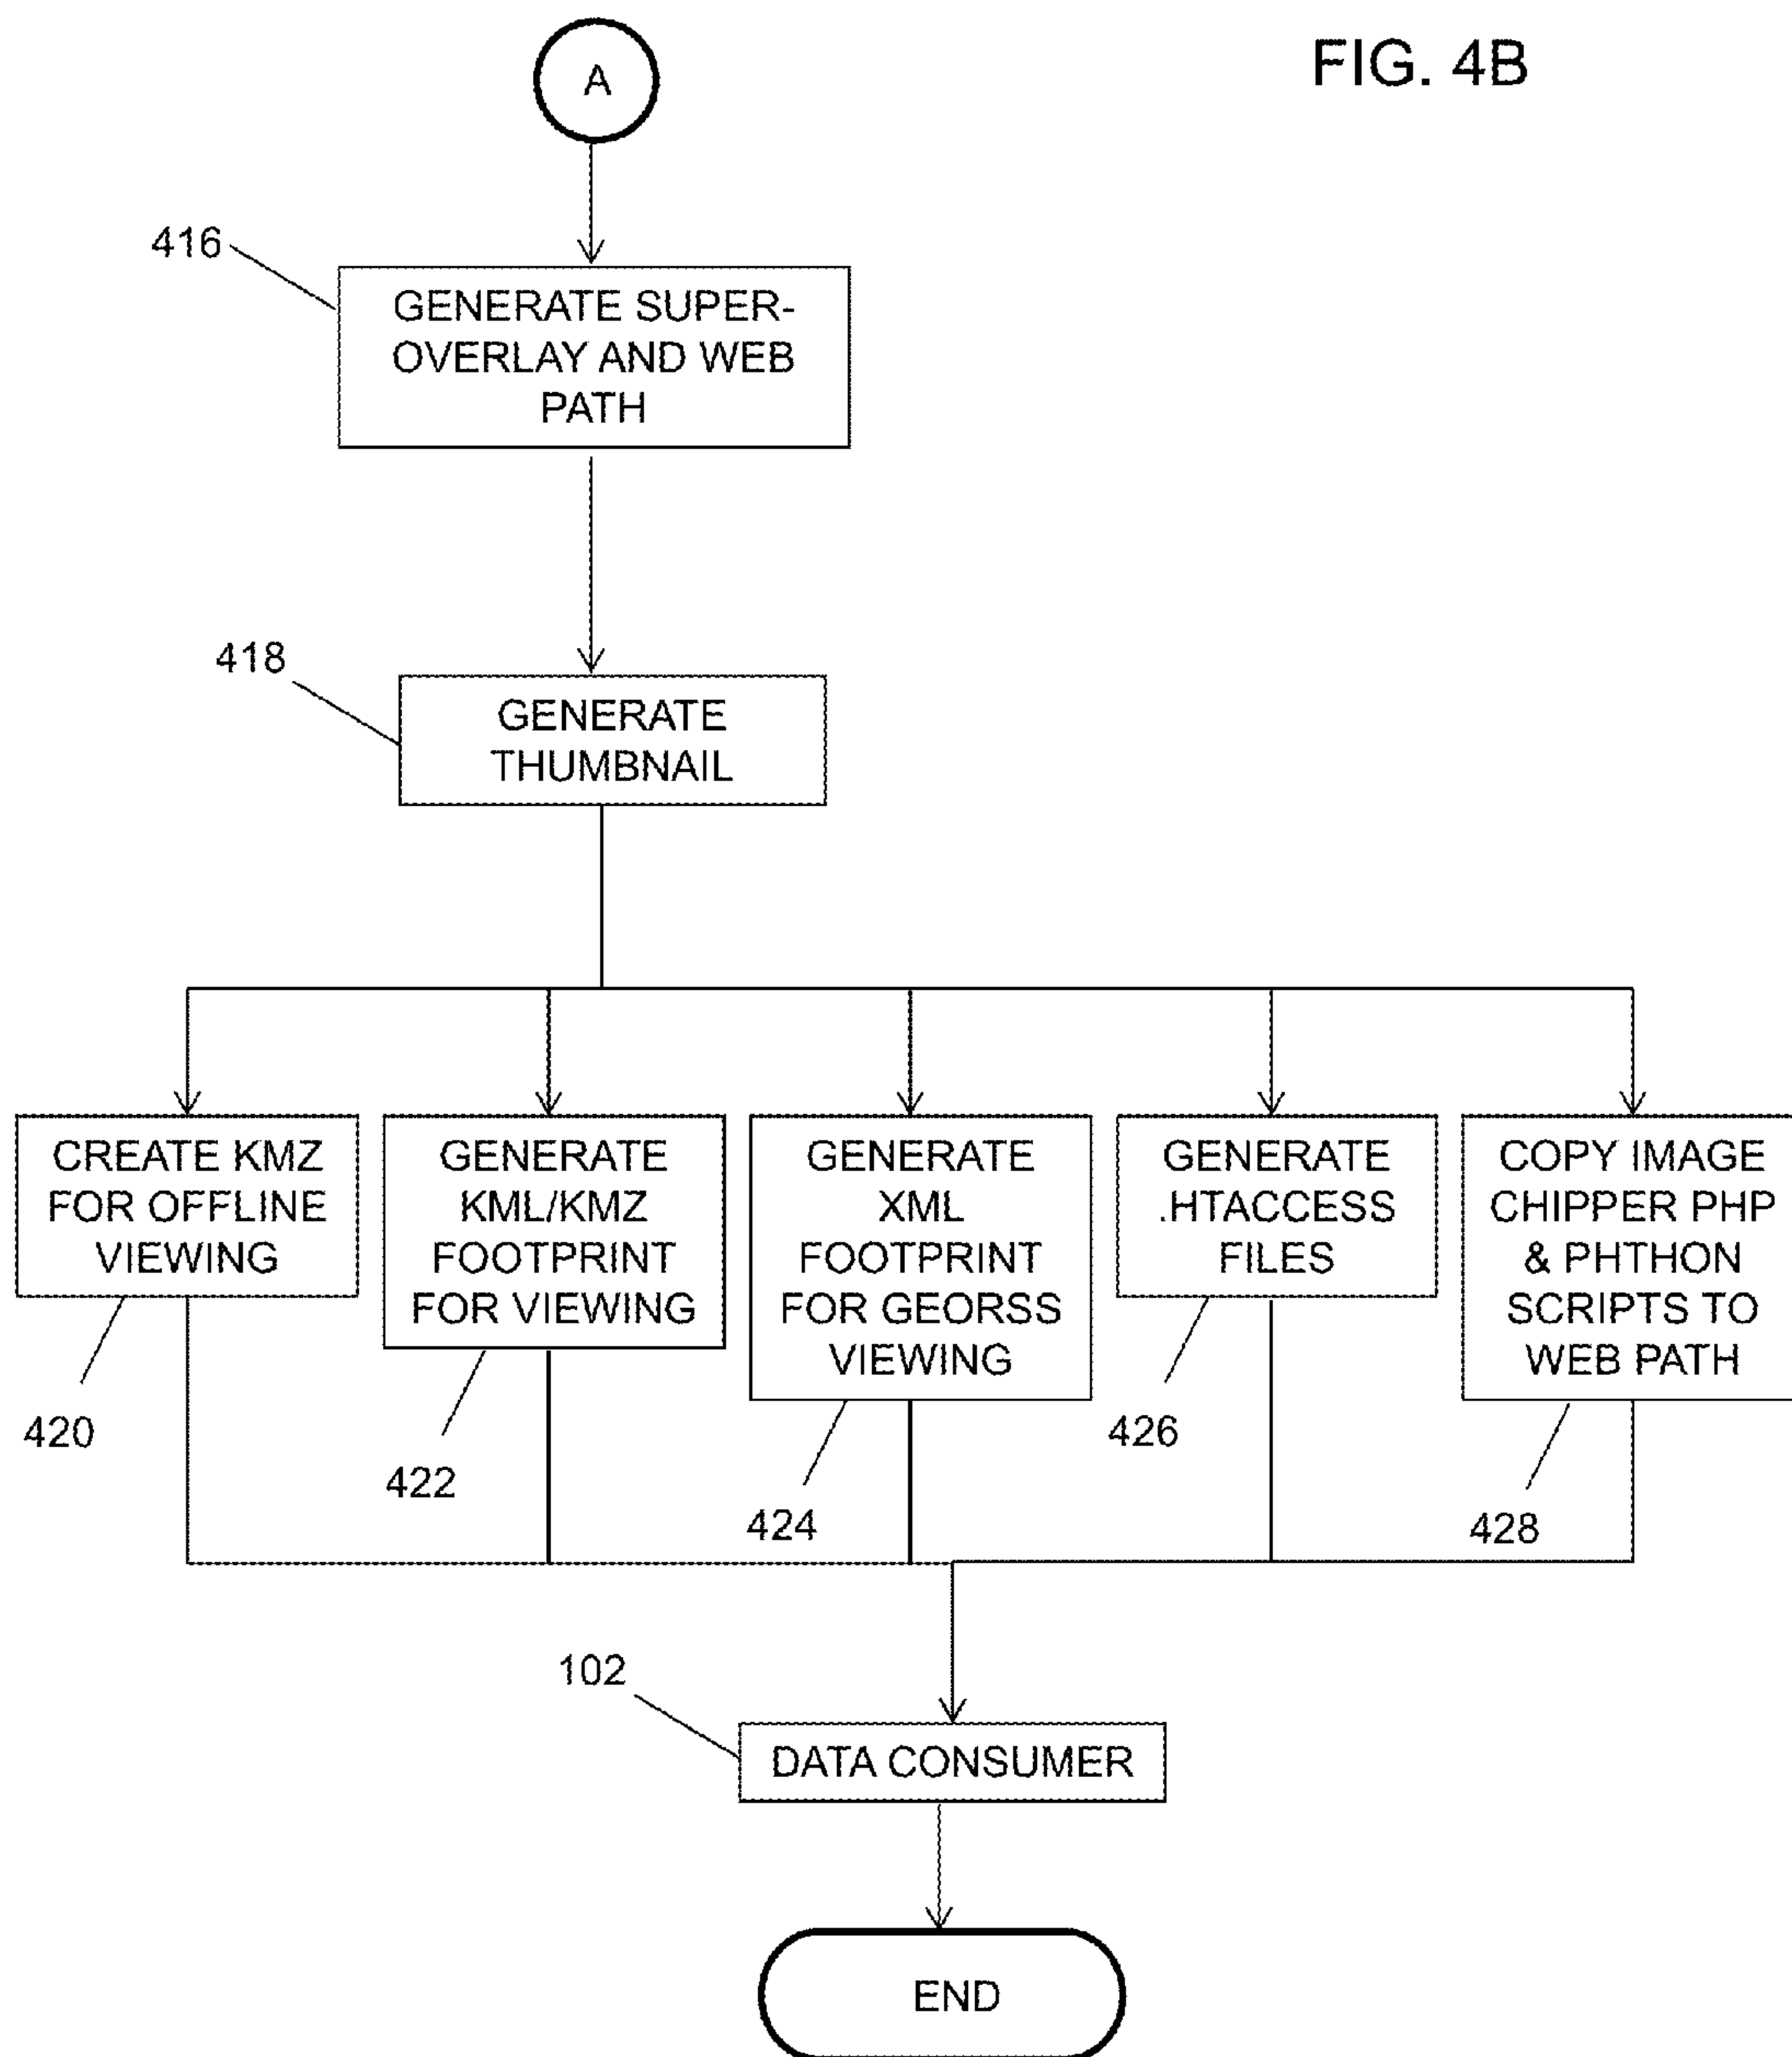 FIG. 4B
A
416
GENERATE SUPER-
OVERLAY AND WEB
PATH
418
GENERATE
THUMBNAIL
CREATE KMZ
FOR OFFLINE
VIEWING
420
GENERATE
KML/KMZ
FOOTPRINT
FOR VIEWING
422
GENERATE
XML
FOOTPRINT
FOR GEORSS
VIEWING
424
GENERATE
.HTACCESS
FILES
426
COPY IMAGE
CHIPPER PHP
& PHTHON
SCRIPTS TO
WEB PATH
428
102
DATA CONSUMER
END